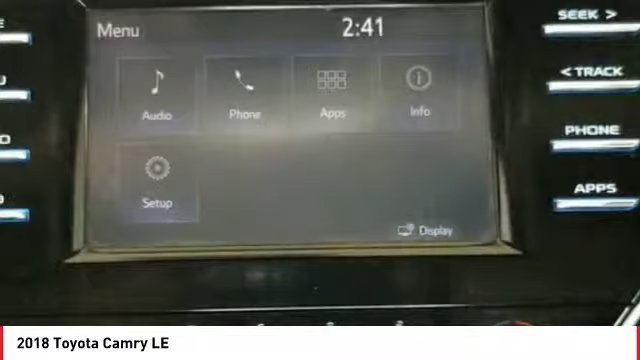 Menu
2:41
Audio
Phone
Apps
Info
Setup
Display
SEEK >
< TRACK
PHONE
APPS
2018 Toyota Camry LE